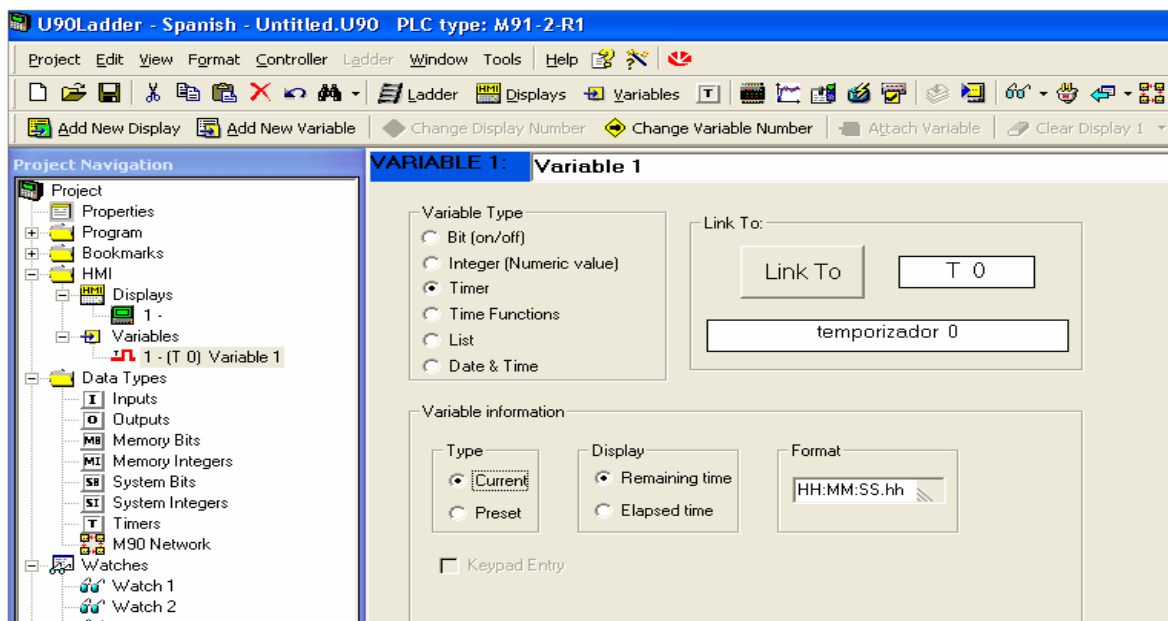 U90Ladder - Spanish - Untitled.U90 PLC type: M91-2-R1
Project Edit View Format Controller Ladder Window Tools Help
Ladder Displays Variables T
Add New Display Add New Variable Change Display Number Change Variable Number Attach Variable Clear Display 1
Project Navigation
Project
Properties
Program
Bookmarks
HMI
Displays
1 -
Variables
1 - (T 0) Variable 1
Data Types
I Inputs
O Outputs
MB Memory Bits
MI Memory Integers
SB System Bits
SI System Integers
T Timers
M90 Network
Watches
Watch 1
Watch 2
VARIABLE 1: Variable 1
Variable Type
Bit (on/off)
Integer (Numeric value)
Timer
Time Functions
List
Date & Time
Link To:
Link To T 0
temporizador 0
Variable information
Type
Current
Preset
Display
Remaining time
Elapsed time
Format
HH:MM:SS.hh
Keypad Entry